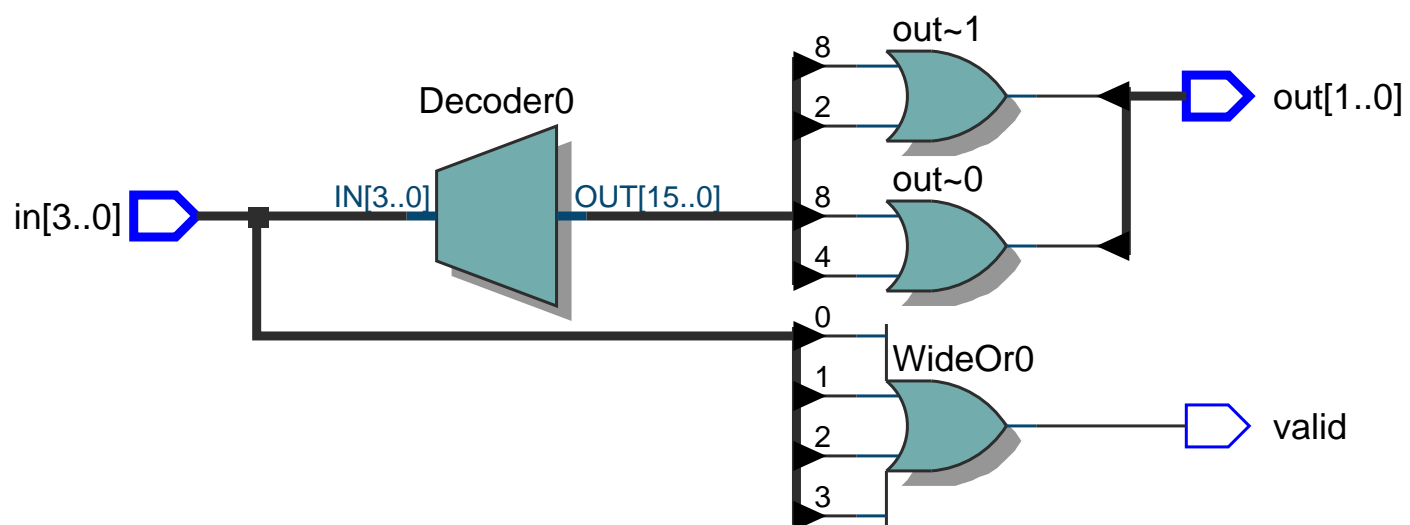 out~1
8
2
out[1..0]
Decoder0
in[3..0]
IN[3..0]
OUT[15..0]
out~0
8
4
0
WideOr0
1
2
3
valid